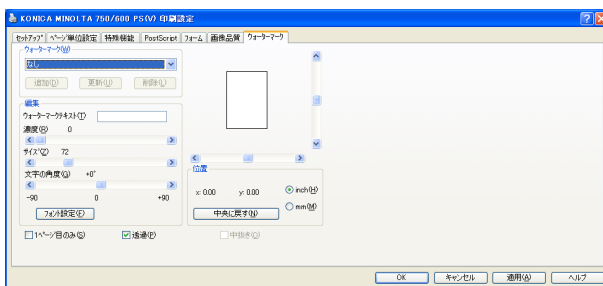 KONICA MINOLTA 750/600 PS(V) 印刷設定
セットアップ ページ単位設定 特殊機能 PostScript フォーム 画像品質 ウォーターマーク
ウォーターマーク(W)
なし
追加(D) 更新(U) 削除(L)
編集
ウォーターマークテキスト(T)
濃度(R) 0
サイズ(Z) 72
文字の角度(G) +0°
-90 0 +90
フォント設定(F)
位置
x: 0.00 y: 0.00 inch(H)
mm(M)
中央に戻す(N)
1ページ目のみ(S) 透過(P) 中抜き(O)
OK キャンセル 適用(A) ヘルプ